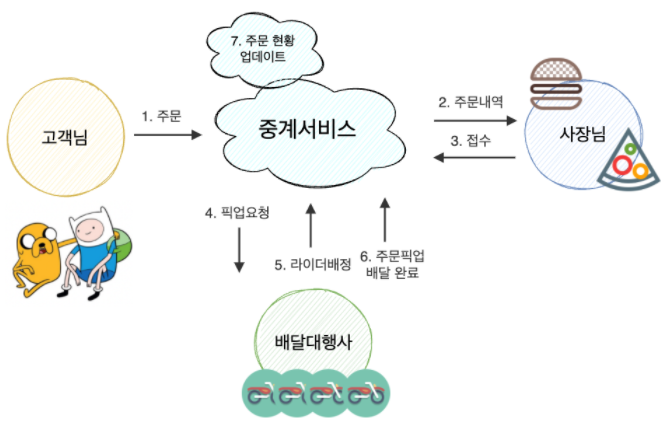 7. 주문 현황
업데이트
고객님
1. 주문
중계서비스
2. 주문내역
3. 접수
사장님
4. 픽업요청
5. 라이더배정
6. 주문픽업
배달 완료
배달대행사